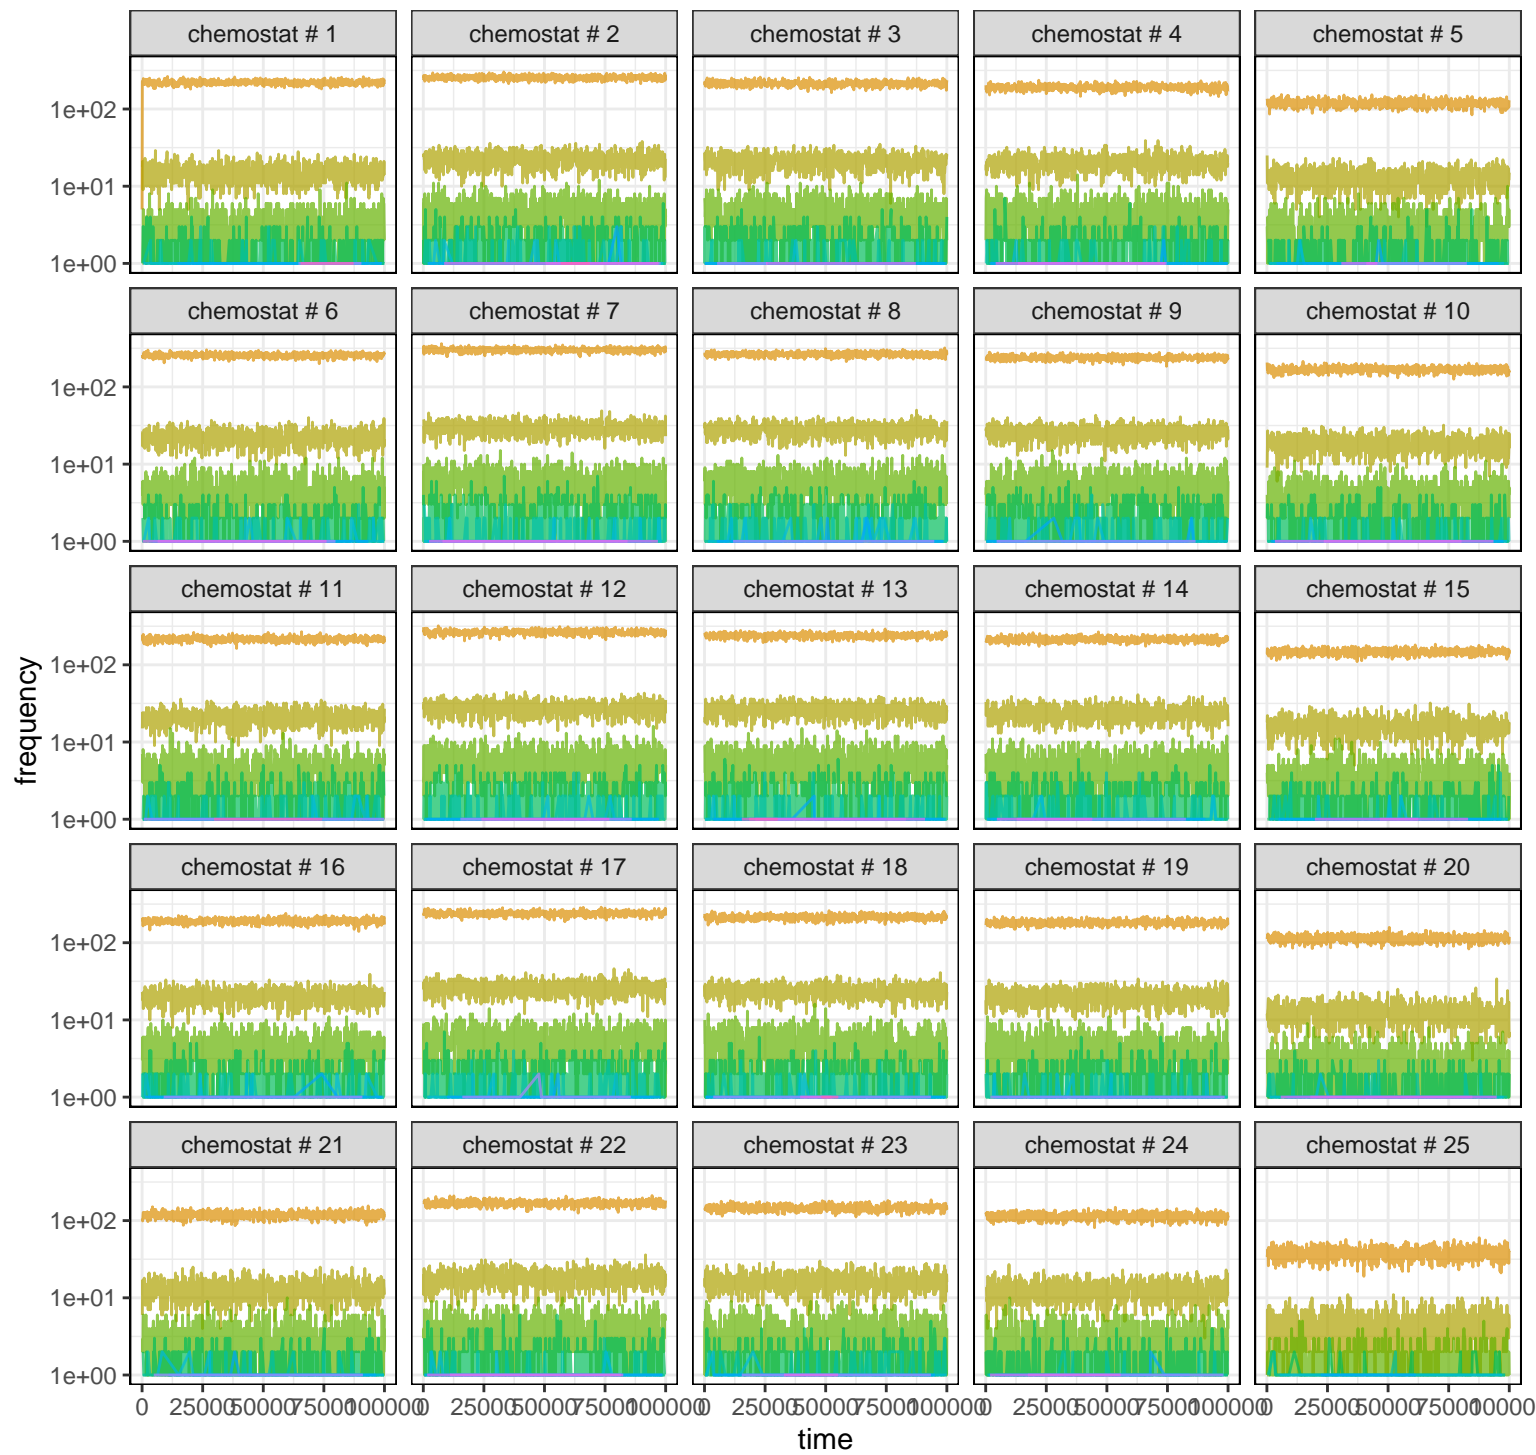 chemostat # 1
chemostat # 2
chemostat # 3
chemostat # 4
chemostat # 5
1e+02
1e+01
1e+00
chemostat # 6
chemostat # 7
chemostat # 8
chemostat # 9
chemostat # 10
1e+02
1e+01
1e+00
chemostat # 11
chemostat # 12
chemostat # 13
chemostat # 14
chemostat # 15
1e+02
1e+01
1e+00
frequency
chemostat # 16
chemostat # 17
chemostat # 18
chemostat # 19
chemostat # 20
1e+02
1e+01
1e+00
chemostat # 21
chemostat # 22
chemostat # 23
chemostat # 24
chemostat # 25
1e+02
1e+01
1e+00
0 25000 50000 75000 100000
0 25000 50000 75000 100000
0 25000 50000 75000 100000
0 25000 50000 75000 100000
0 25000 50000 75000 100000
time